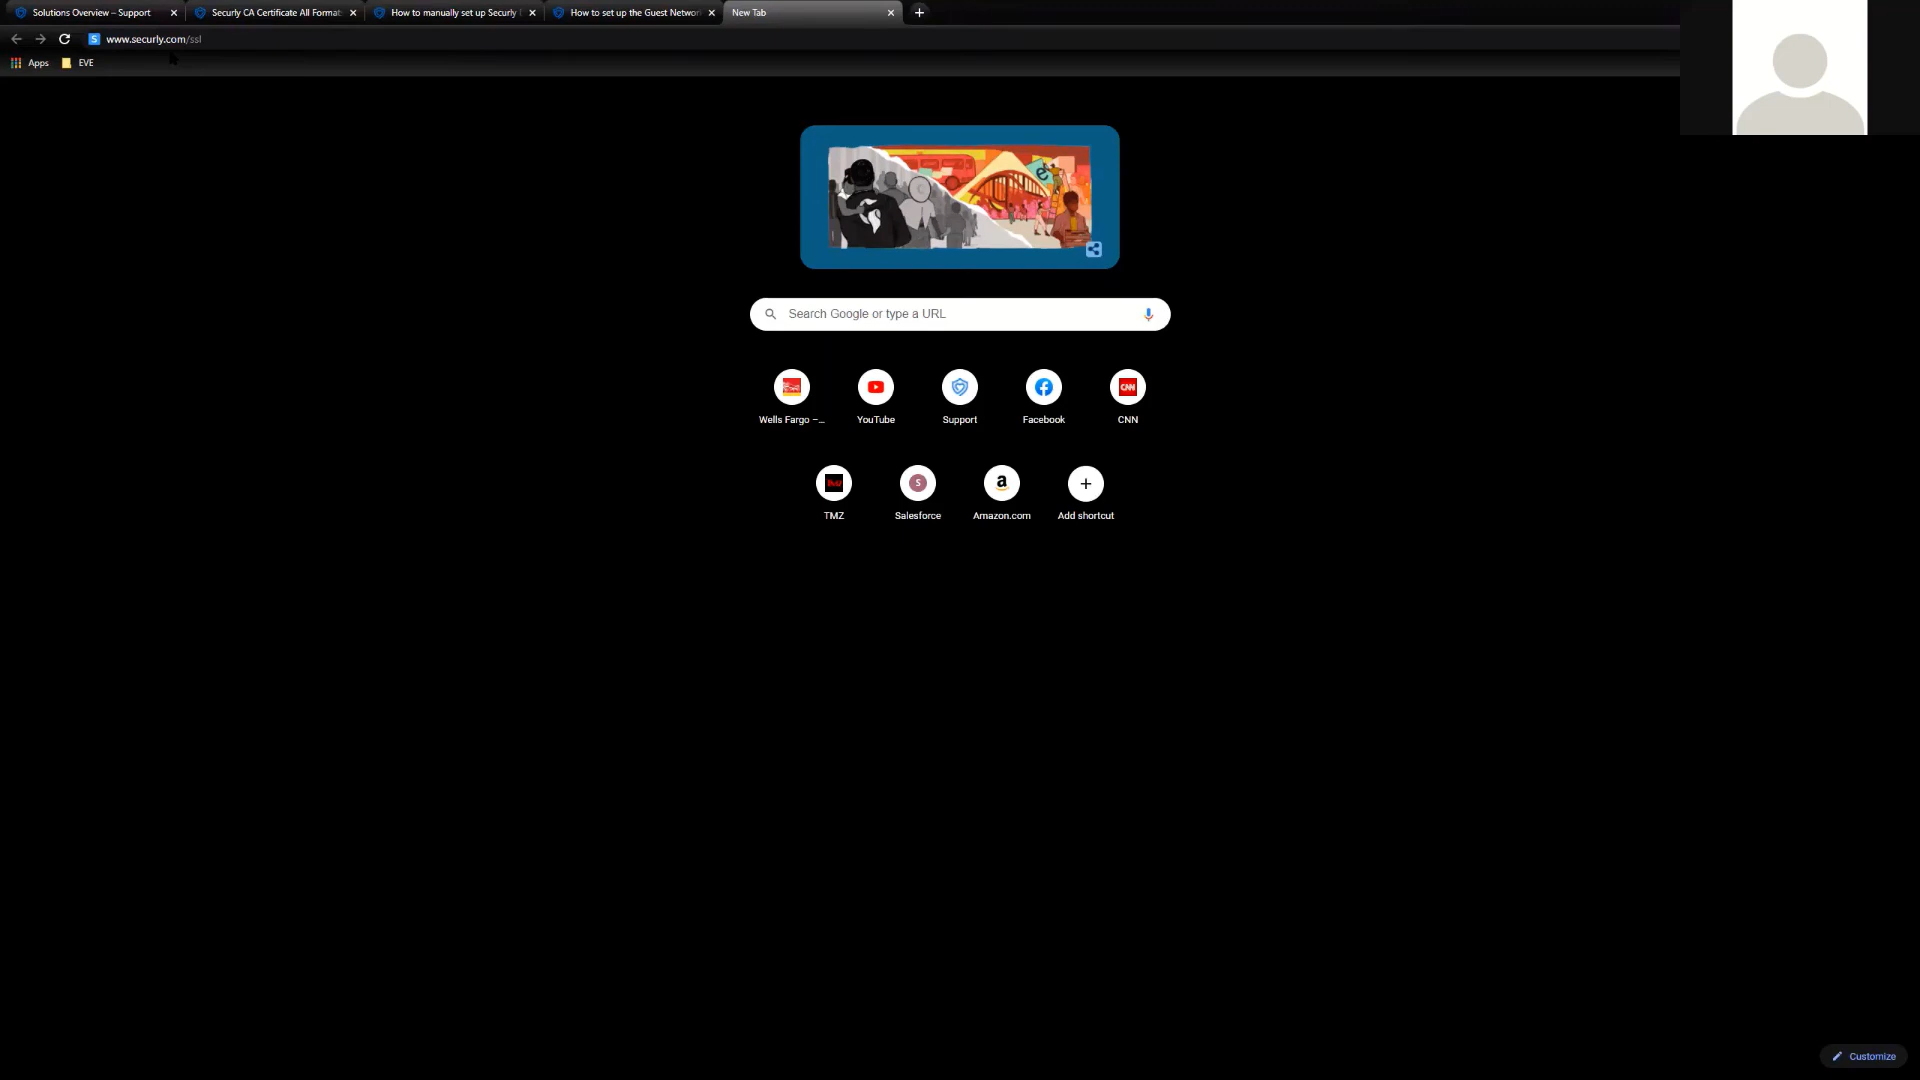 Solutions Overview – Support
Securly CA Certificate All Format
How to manually set up Securly
How to set up the Guest Networ
New Tab
www.securly.com/ssl
Apps
EVE
Search Google or type a URL
Wells Fargo –...
YouTube
Support
Facebook
CNN
CNN
TMZ
S
Salesforce
a
Amazon.com
Add shortcut
Customize